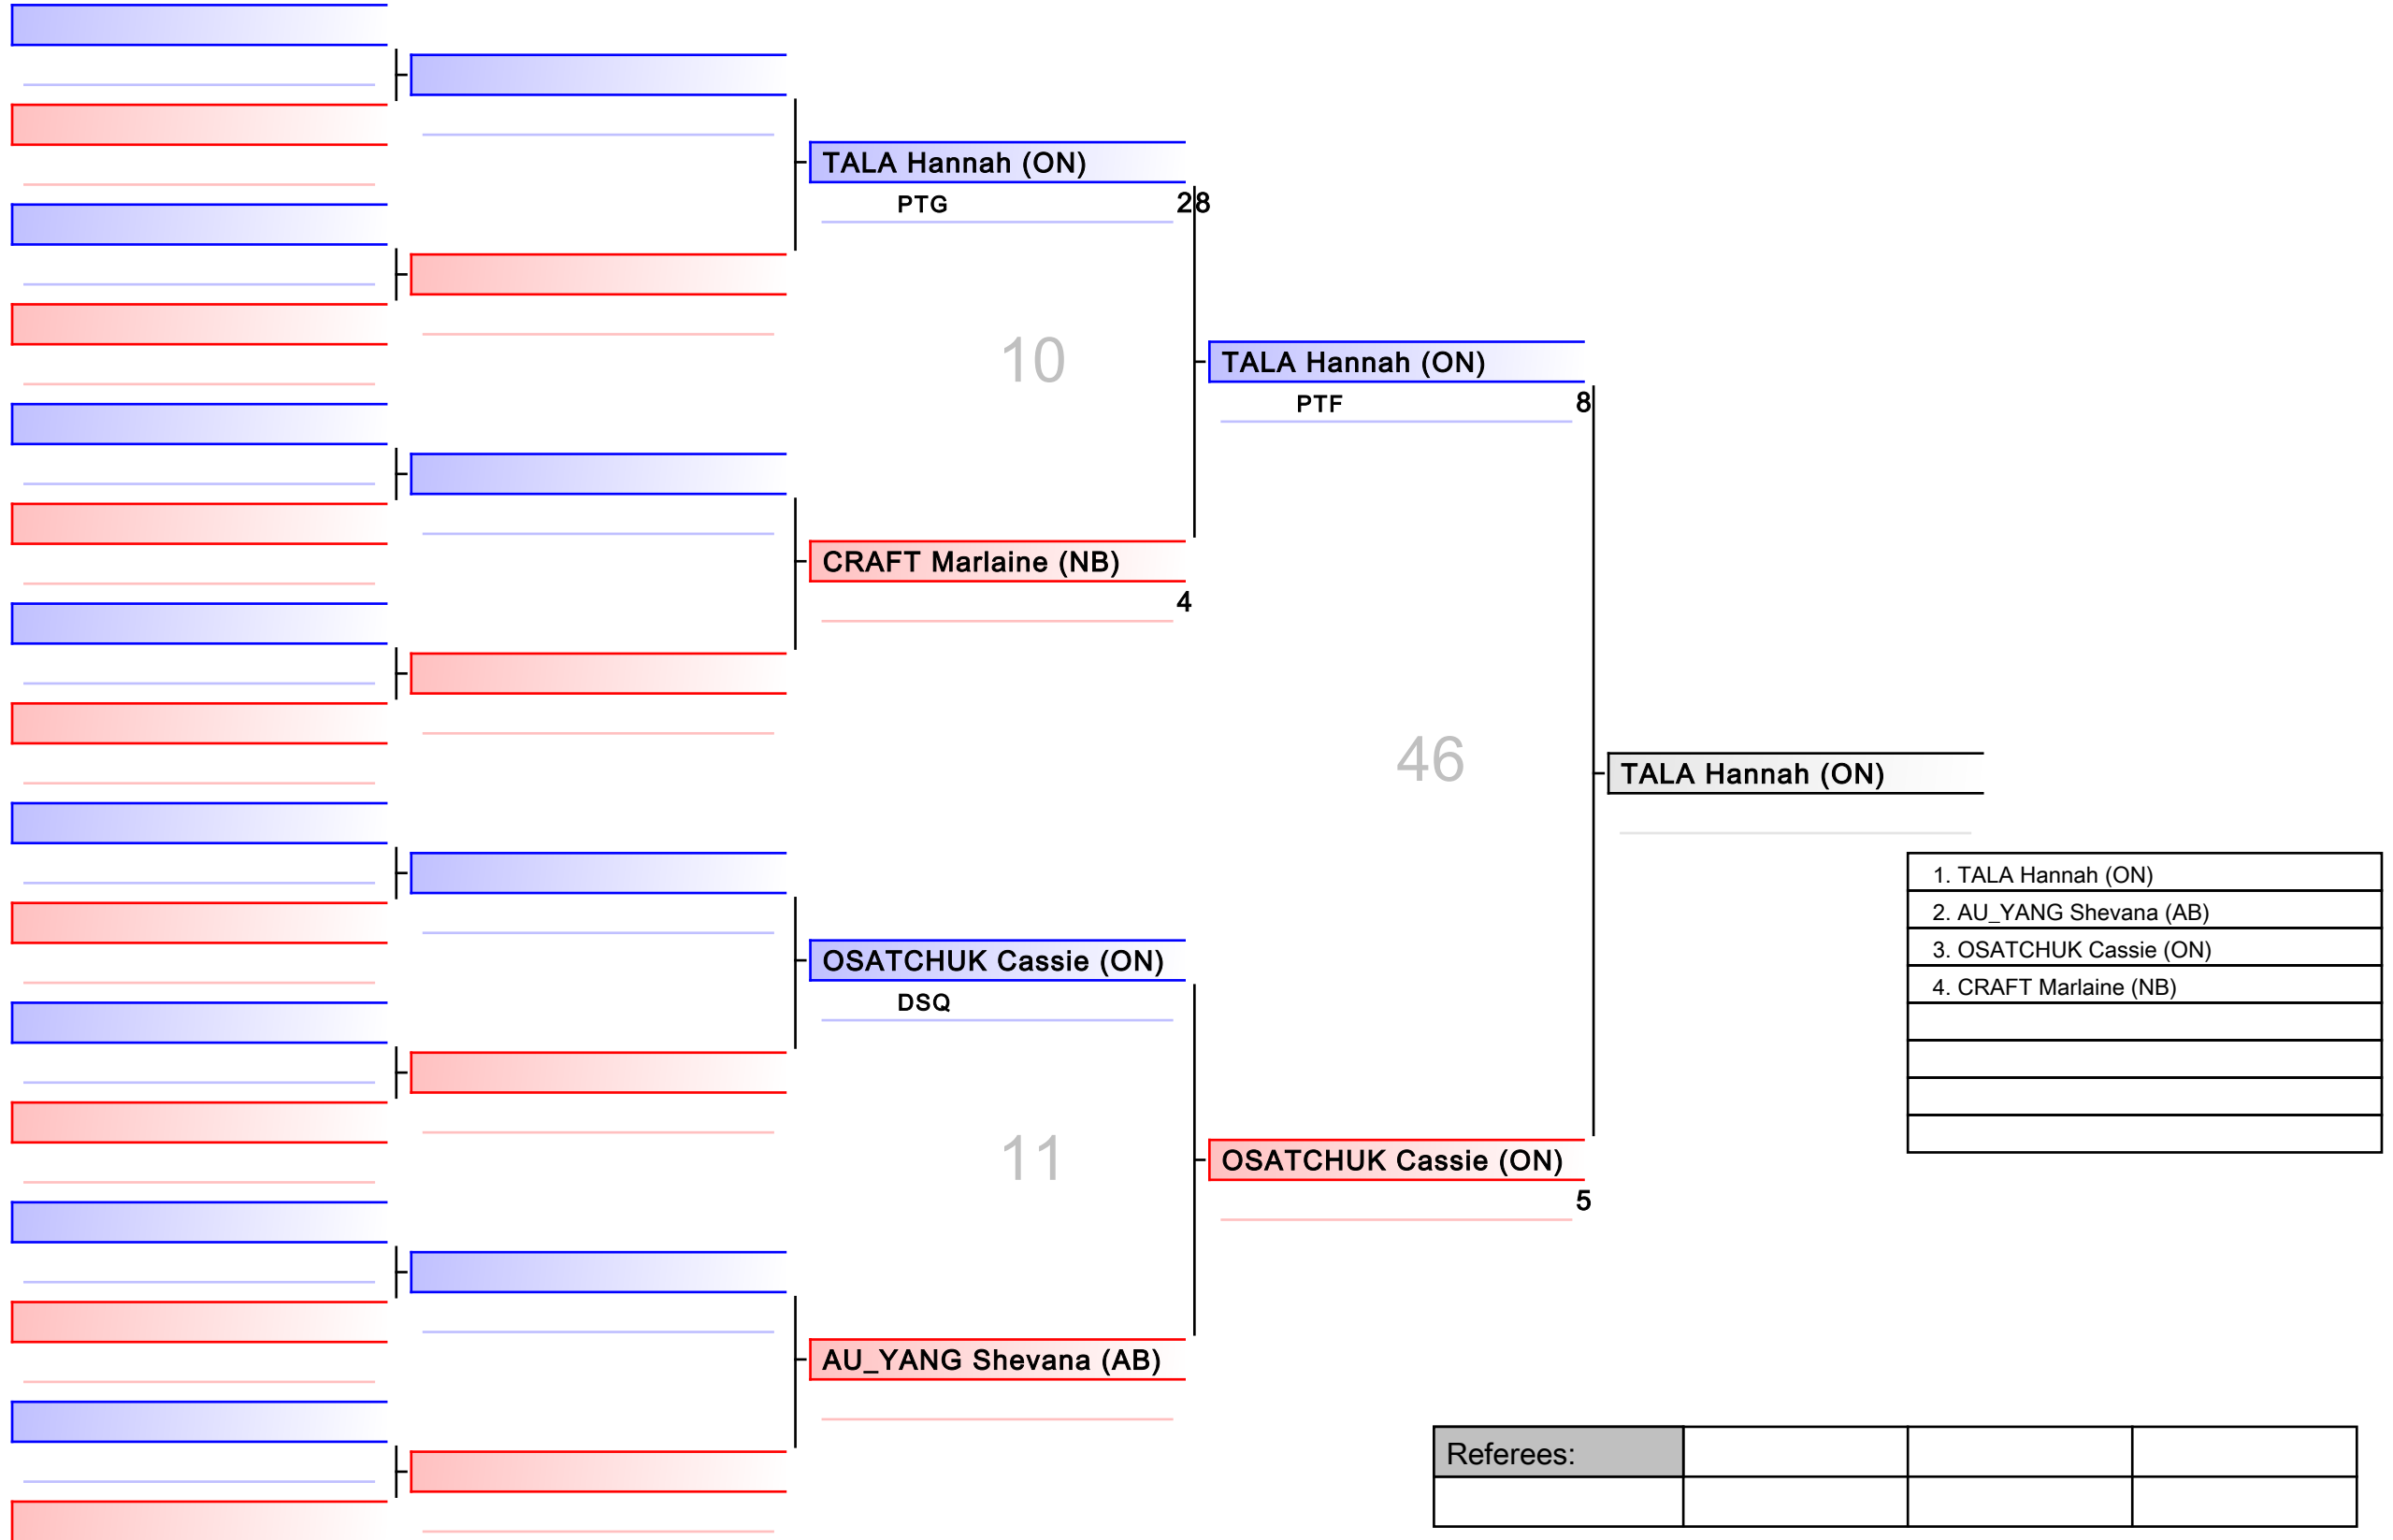 TALA Hannah (ON)
PTG 28
10
TALA Hannah (ON)
PTF 8
CRAFT Marlaine (NB)
4
46
TALA Hannah (ON)
1. TALA Hannah (ON)
2. AU_YANG Shevana (AB)
3. OSATCHUK Cassie (ON)
4. CRAFT Marlaine (NB)
OSATCHUK Cassie (ON)
DSQ
11
OSATCHUK Cassie (ON)
5
AU_YANG Shevana (AB)
Referees: